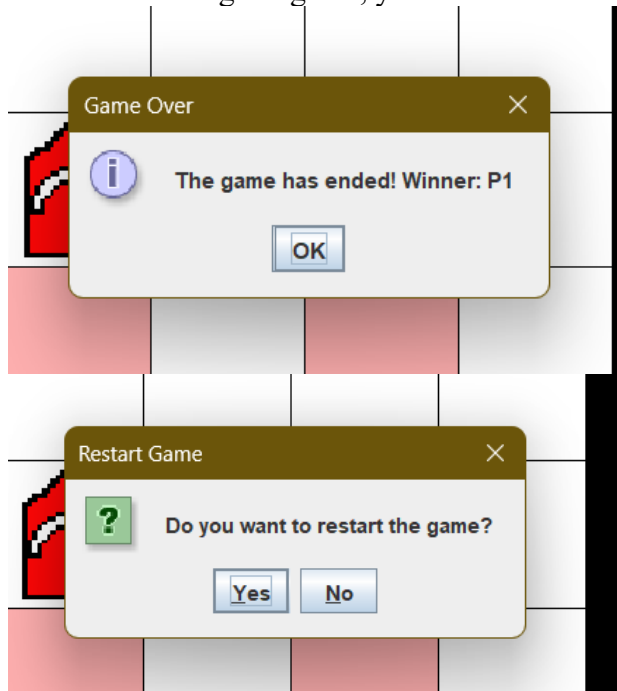 Game Over
The game has ended! Winner: P1
OK
Restart Game
Do you want to restart the game?
Yes No